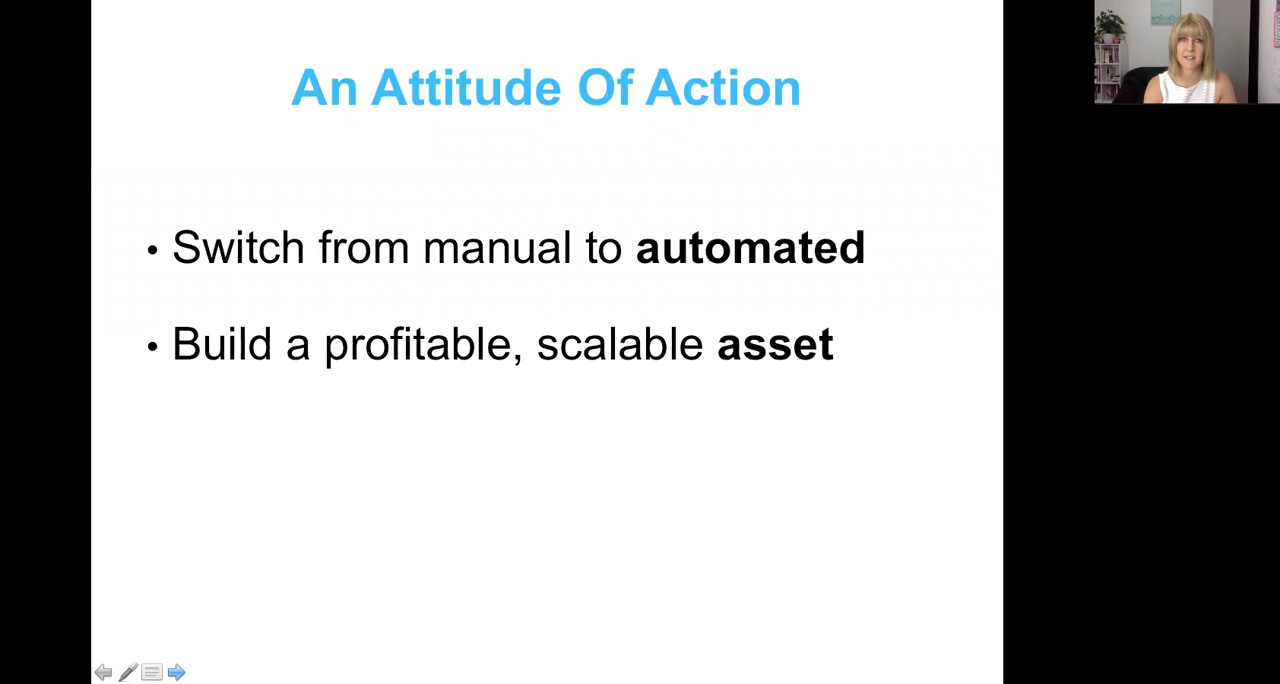 An Attitude Of Action
• Switch from manual to automated
• Build a profitable, scalable asset